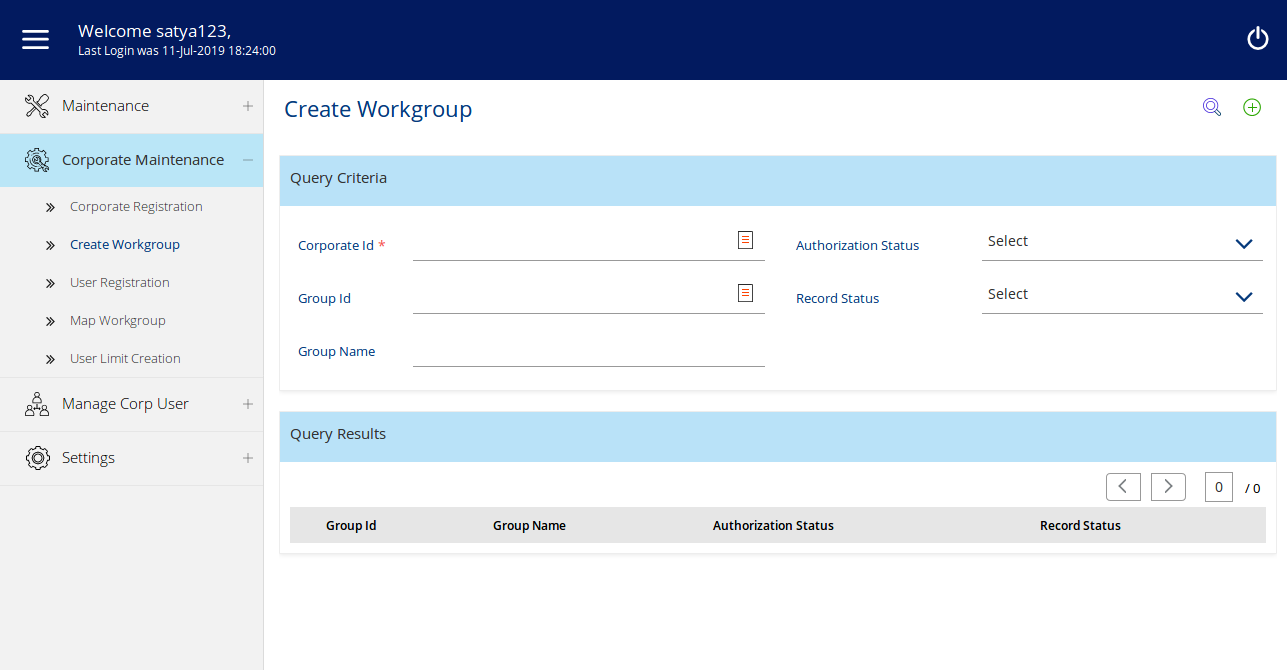 Welcome satya123,
Last Login was 11-Jul-2019 18:24:00
Maintenance
Corporate Maintenance
Corporate Registration
Create Workgroup
User Registration
Map Workgroup
User Limit Creation
Manage Corp User
Settings
Create Workgroup
Query Criteria
Corporate Id * Authorization Status Select
Group Id Record Status Select
Group Name
Query Results
0 / 0
Group Id Group Name Authorization Status Record Status